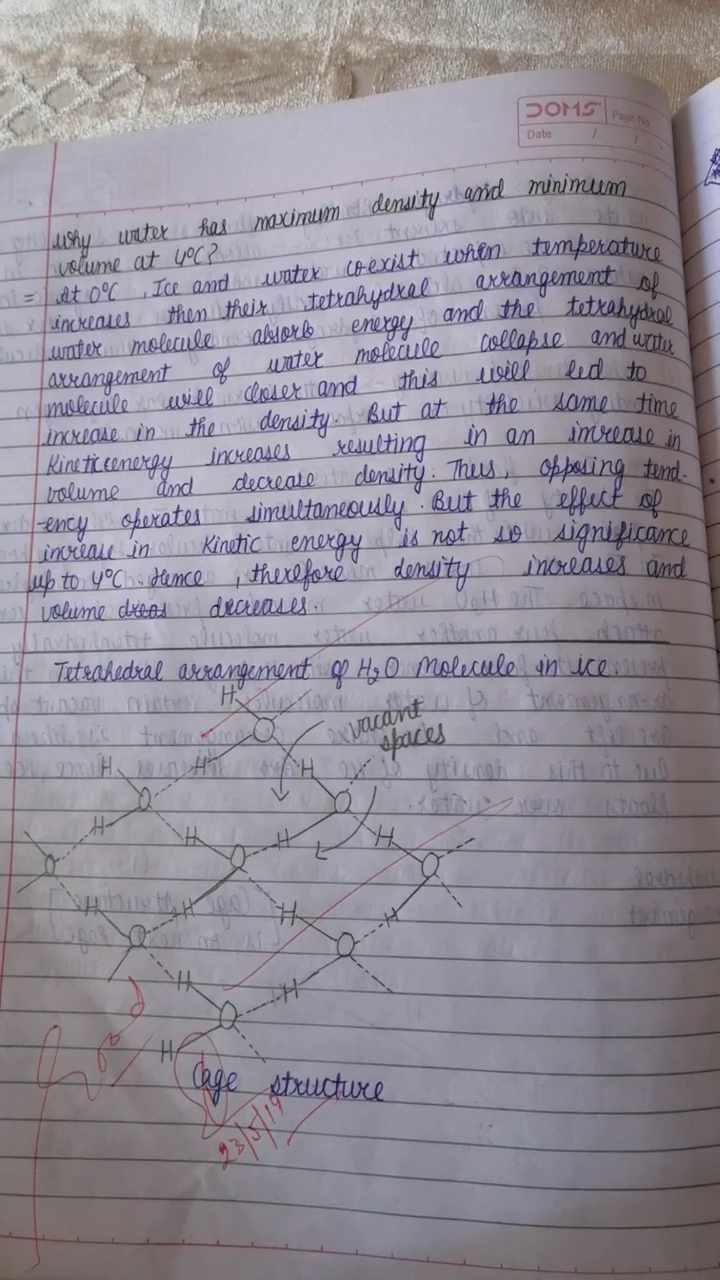 DOMS
Page No.
Date / /
why water has maximum density and minimum
volume at 4°C?
= At 0°C , Ice and water coexist when temperature
increases then their tetrahydral arrangement of
water molecule absorb energy and the tetrahydral
arrangement of water molecule collapse and water
molecule will closer and this will led to
increase in the density. But at the same time
Kinetic energy increases resulting in an increase in
volume and decrease density. Thus, opposing tend-
ency operates simultaneously. But the effect of
increase in Kinetic energy is not so significance
up to 4°C. Hence , therefore density increases and
volume decreases.
Tetrahedral arrangement of H2O Molecule in ice.
H
O
vacant
spaces
H H
H O O
H H H H
O O O
H H H H
O O
H H
O
H
Cage structure
23/5/19